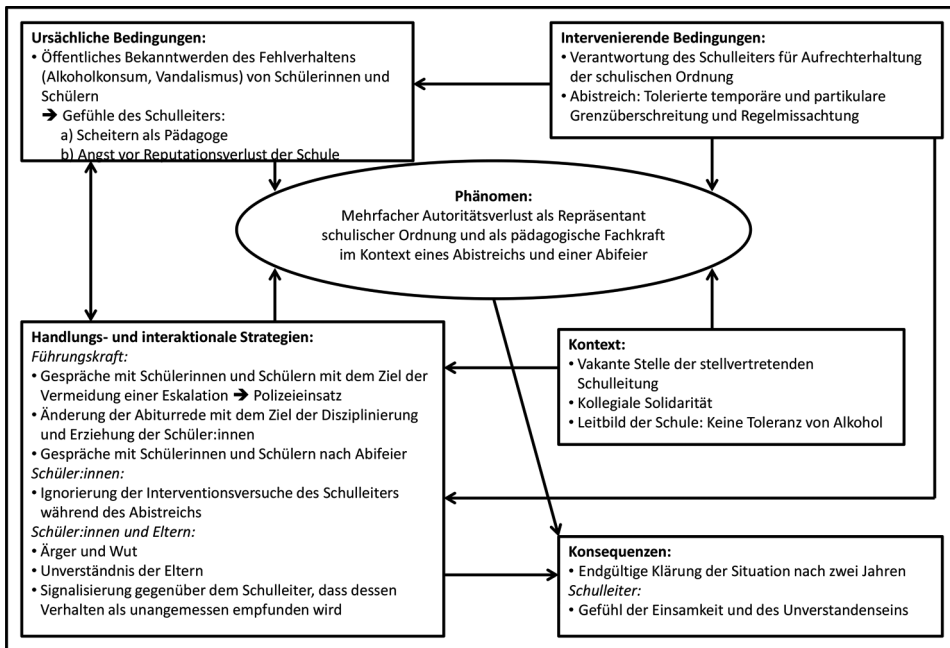 Ursächliche Bedingungen:
• Öffentliches Bekanntwerden des Fehlverhaltens
(Alkoholkonsum, Vandalismus) von Schülerinnen und
Schülern
➔ Gefühle des Schulleiters:
a) Scheitern als Pädagoge
b) Angst vor Reputationsverlust der Schule
Intervenierende Bedingungen:
• Verantwortung des Schulleiters für Aufrechterhaltung
der schulischen Ordnung
• Abistreich: Tolerierte temporäre und partikulare
Grenzüberschreitung und Regelmissachtung
Phänomen:
Mehrfacher Autoritätsverlust als Repräsentant
schulischer Ordnung und als pädagogische Fachkraft
im Kontext eines Abistreichs und einer Abifeier
Handlungs- und interaktionale Strategien:
Führungskraft:
• Gespräche mit Schülerinnen und Schülern mit dem Ziel der
Vermeidung einer Eskalation ➔ Polizeieinsatz
• Änderung der Abiturrede mit dem Ziel der Disziplinierung
und Erziehung der Schüler:innen
• Gespräche mit Schülerinnen und Schülern nach Abifeier
Schüler:innen:
• Ignorierung der Interventionsversuche des Schulleiters
während des Abistreichs
Schüler:innen und Eltern:
• Ärger und Wut
• Unverständnis der Eltern
• Signalisierung gegenüber dem Schulleiter, dass dessen
Verhalten als unangemessen empfunden wird
Kontext:
• Vakante Stelle der stellvertretenden
Schulleitung
• Kollegiale Solidarität
• Leitbild der Schule: Keine Toleranz von Alkohol
Konsequenzen:
• Endgültige Klärung der Situation nach zwei Jahren
Schulleiter:
• Gefühl der Einsamkeit und des Unverstandenseins